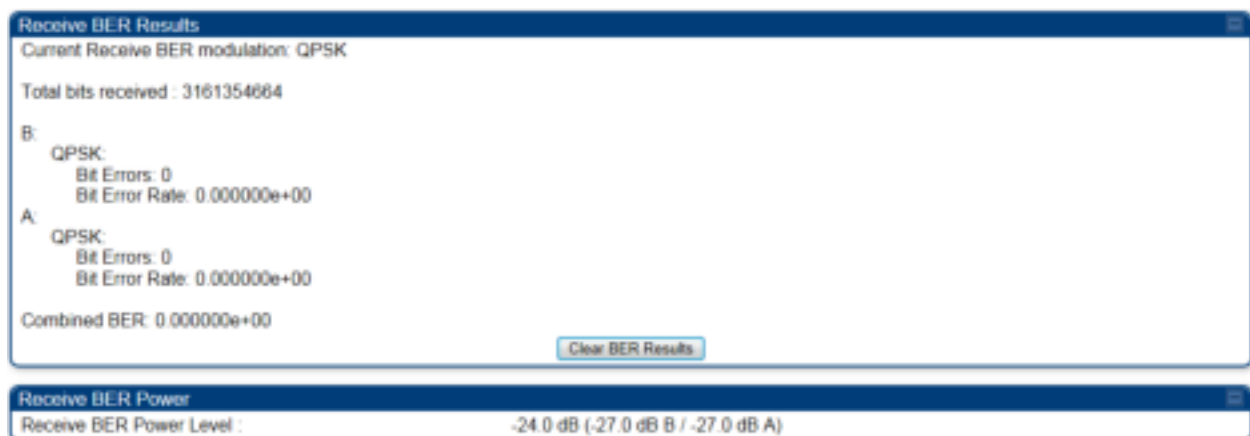 Receive BER Results
Current Receive BER modulation: QPSK
Total bits received : 3161354664
B:
QPSK:
Bit Errors: 0
Bit Error Rate: 0.000000e+00
A:
QPSK:
Bit Errors: 0
Bit Error Rate: 0.000000e+00
Combined BER: 0.000000e+00
Clear BER Results
Receive BER Power
Receive BER Power Level : -24.0 dB (-27.0 dB B / -27.0 dB A)